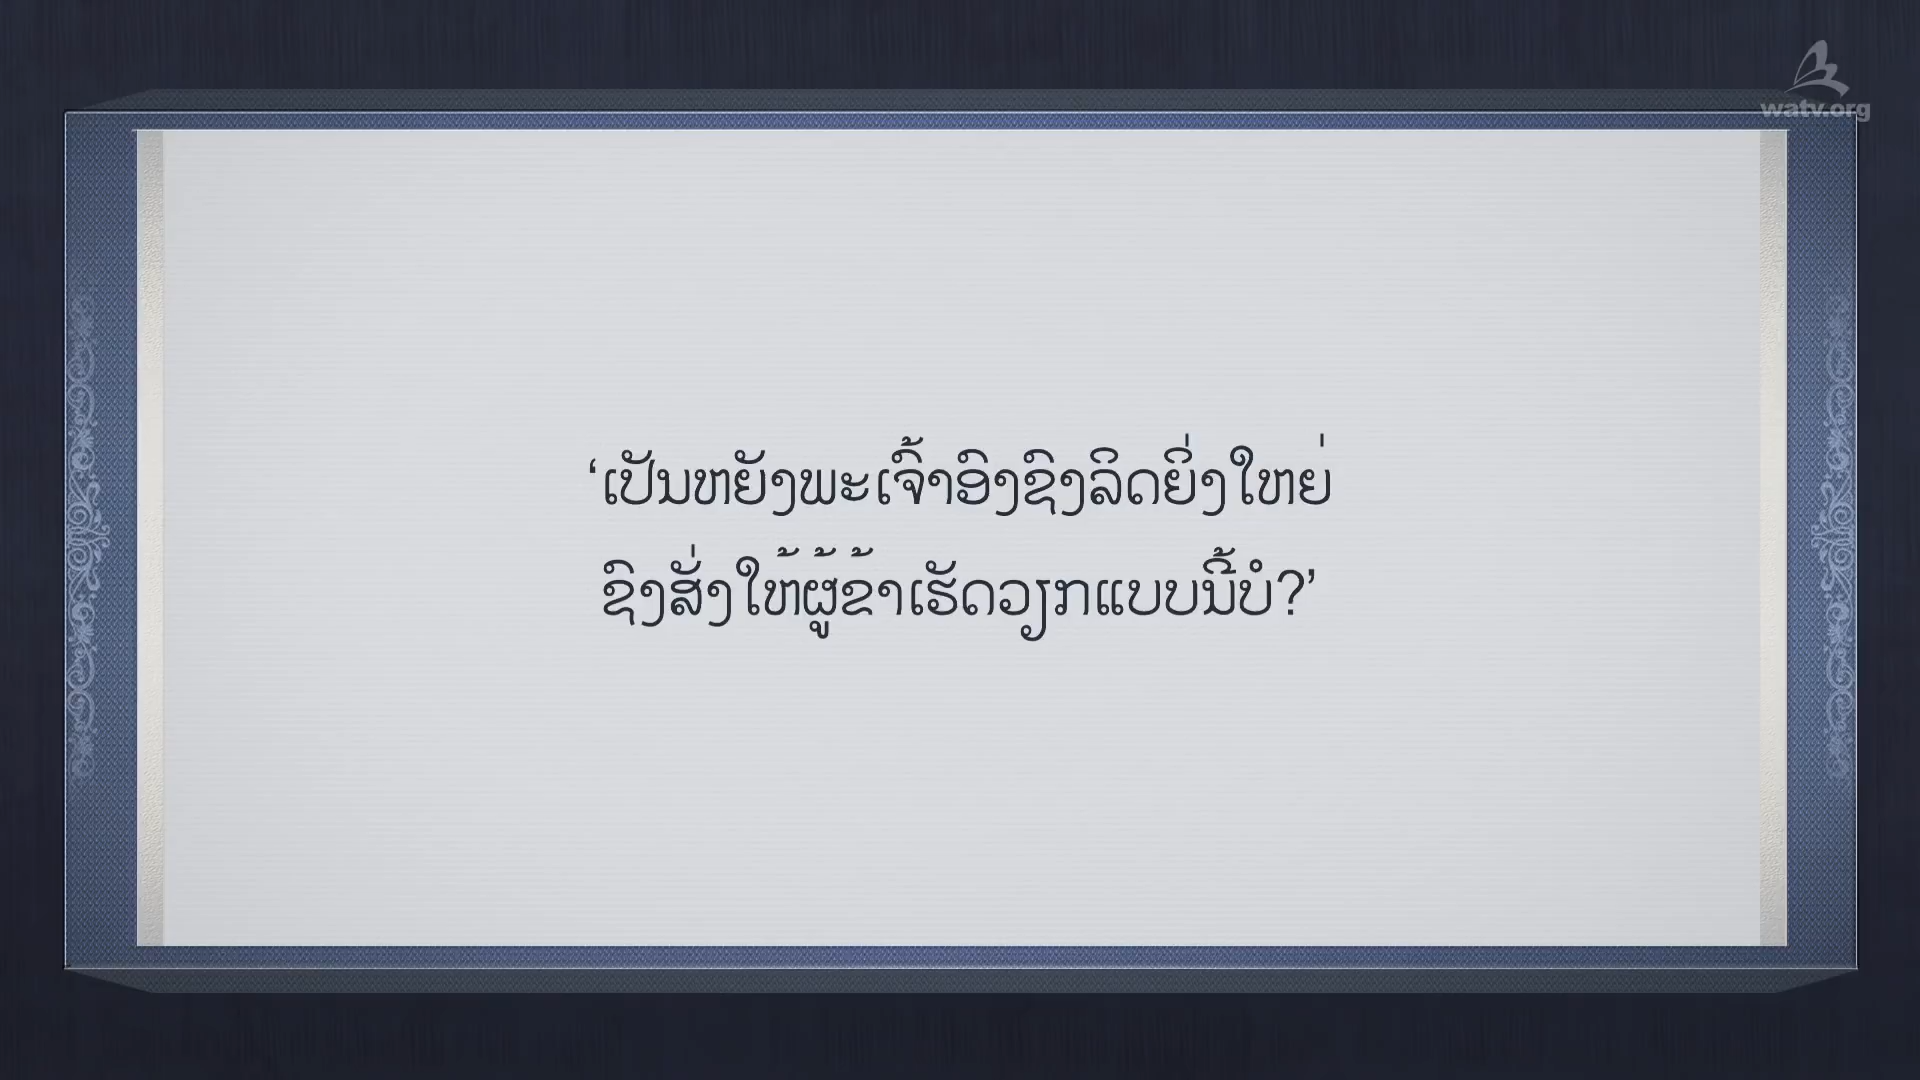 watv.org
‘ເປັນຫຍັງພະເຈົ້າອົງຊົງລິດຍິ່ງໃຫຍ່
ຊົງສັ່ງໃຫ້ຜູ້ຂ້າເຮັດວຽກແບບນີ້ບໍ?’